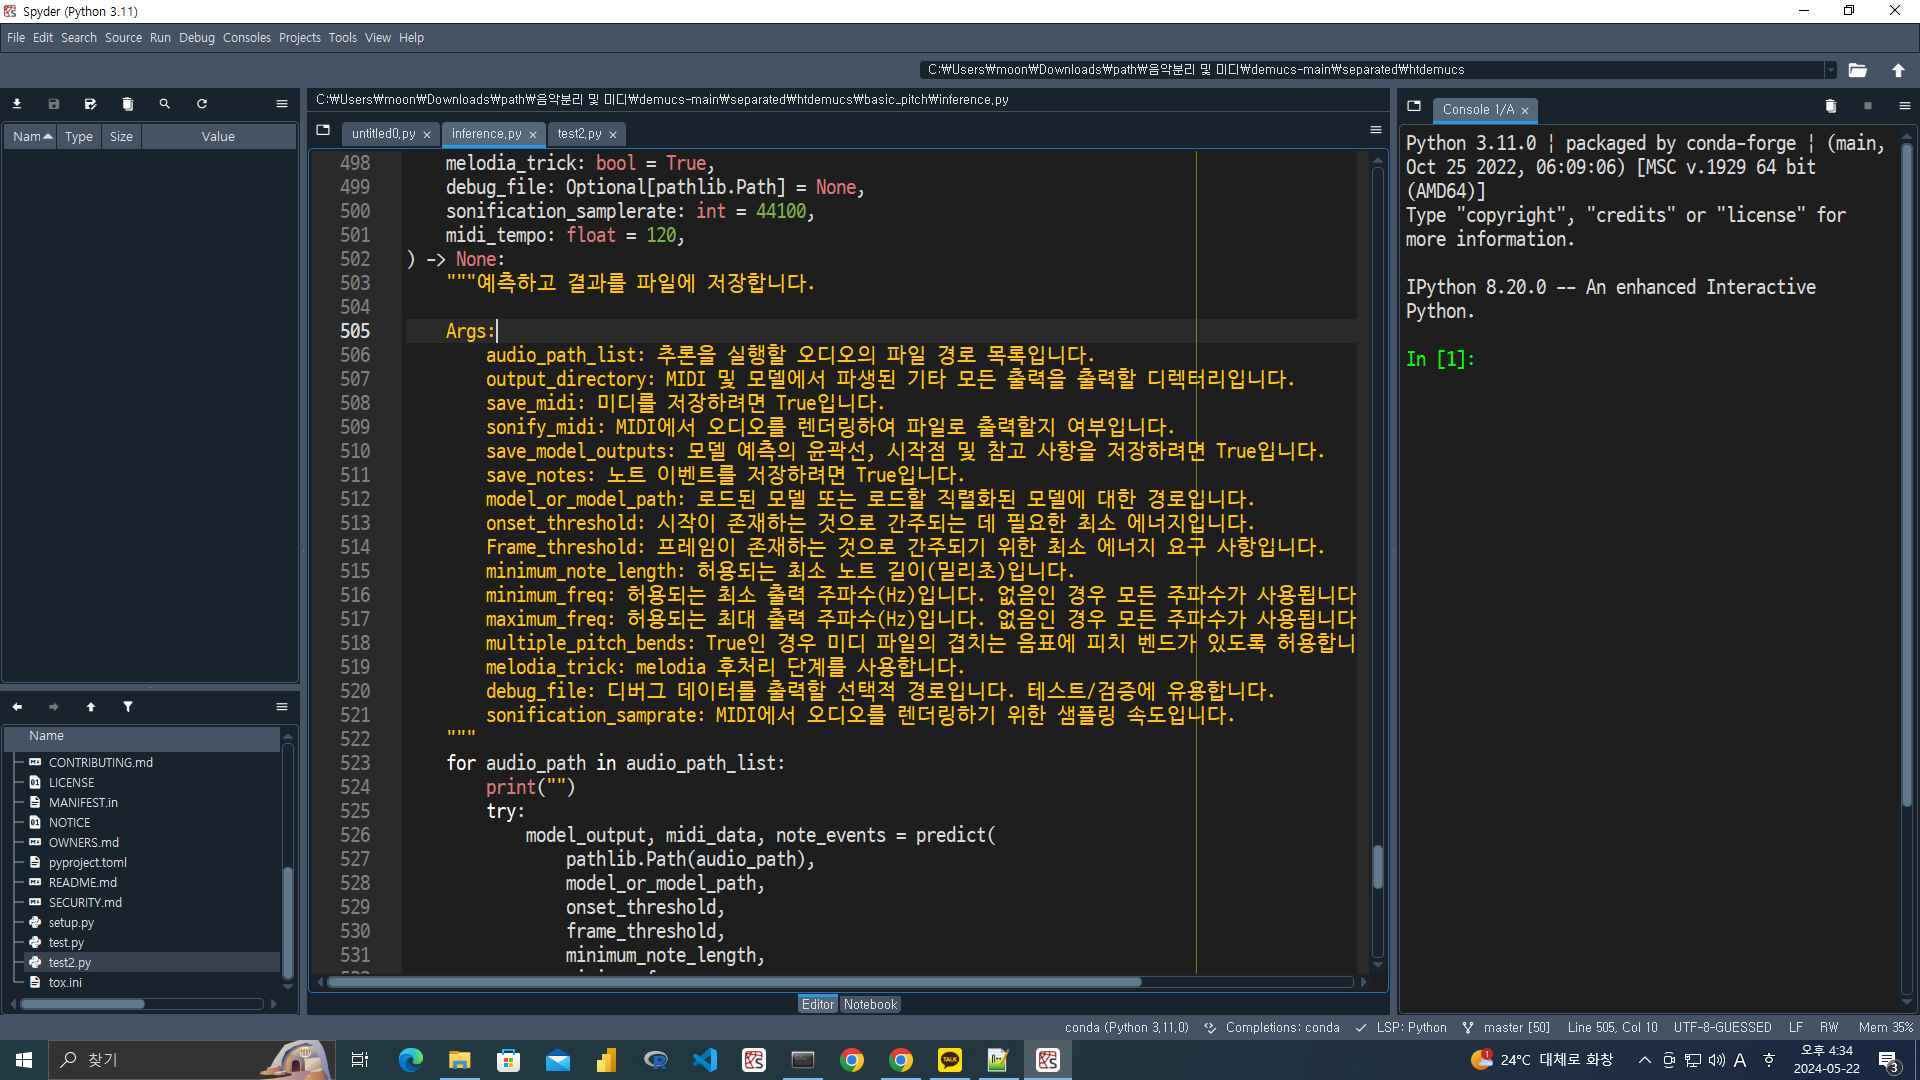 Spyder (Python 3.11)
File Edit Search Source Run Debug Consoles Projects Tools View Help
C:₩Users₩moon₩Downloads₩path₩음악분리 및 미디₩demucs-main₩separated₩htdemucs
Nam Type Size Value
C:₩Users₩moon₩Downloads₩path₩음악분리 및 미디₩demucs-main₩separated₩htdemucs₩basic_pitch₩inference.py
untitled0.py inference.py test2.py
498 melodia_trick: bool = True,
499 debug_file: Optional[pathlib.Path] = None,
500 sonification_samplerate: int = 44100,
501 midi_tempo: float = 120,
502 ) -> None:
503 """예측하고 결과를 파일에 저장합니다.
504
505 Args:
506 audio_path_list: 추론을 실행할 오디오의 파일 경로 목록입니다.
507 output_directory: MIDI 및 모델에서 파생된 기타 모든 출력을 출력할 디렉터리입니다.
508 save_midi: 미디를 저장하려면 True입니다.
509 sonify_midi: MIDI에서 오디오를 렌더링하여 파일로 출력할지 여부입니다.
510 save_model_outputs: 모델 예측의 윤곽선, 시작점 및 참고 사항을 저장하려면 True입니다.
511 save_notes: 노트 이벤트를 저장하려면 True입니다.
512 model_or_model_path: 로드된 모델 또는 로드할 직렬화된 모델에 대한 경로입니다.
513 onset_threshold: 시작이 존재하는 것으로 간주되는 데 필요한 최소 에너지입니다.
514 Frame_threshold: 프레임이 존재하는 것으로 간주되기 위한 최소 에너지 요구 사항입니다.
515 minimum_note_length: 허용되는 최소 노트 길이(밀리초)입니다.
516 minimum_freq: 허용되는 최소 출력 주파수(Hz)입니다. 없음인 경우 모든 주파수가 사용됩니다
517 maximum_freq: 허용되는 최대 출력 주파수(Hz)입니다. 없음인 경우 모든 주파수가 사용됩니다
518 multiple_pitch_bends: True인 경우 미디 파일의 겹치는 음표에 피치 벤드가 있도록 허용합니
519 melodia_trick: melodia 후처리 단계를 사용합니다.
520 debug_file: 디버그 데이터를 출력할 선택적 경로입니다. 테스트/검증에 유용합니다.
521 sonification_samprate: MIDI에서 오디오를 렌더링하기 위한 샘플링 속도입니다.
522 """
523 for audio_path in audio_path_list:
524 print("")
525 try:
526 model_output, midi_data, note_events = predict(
527 pathlib.Path(audio_path),
528 model_or_model_path,
529 onset_threshold,
530 frame_threshold,
531 minimum_note_length,
Editor Notebook
Console 1/A
Python 3.11.0 | packaged by conda-forge | (main,
Oct 25 2022, 06:09:06) [MSC v.1929 64 bit
(AMD64)]
Type "copyright", "credits" or "license" for
more information.
IPython 8.20.0 -- An enhanced Interactive
Python.
In [1]:
Name
CONTRIBUTING.md
LICENSE
MANIFEST.in
NOTICE
OWNERS.md
pyproject.toml
README.md
SECURITY.md
setup.py
test.py
test2.py
tox.ini
conda (Python 3.11.0) Completions: conda LSP: Python master [50] Line 505, Col 10 UTF-8-GUESSED LF RW Mem 35%
찾기
TALK
1 24°C 대체로 화창 A 오후 4:34
2024-05-22 3